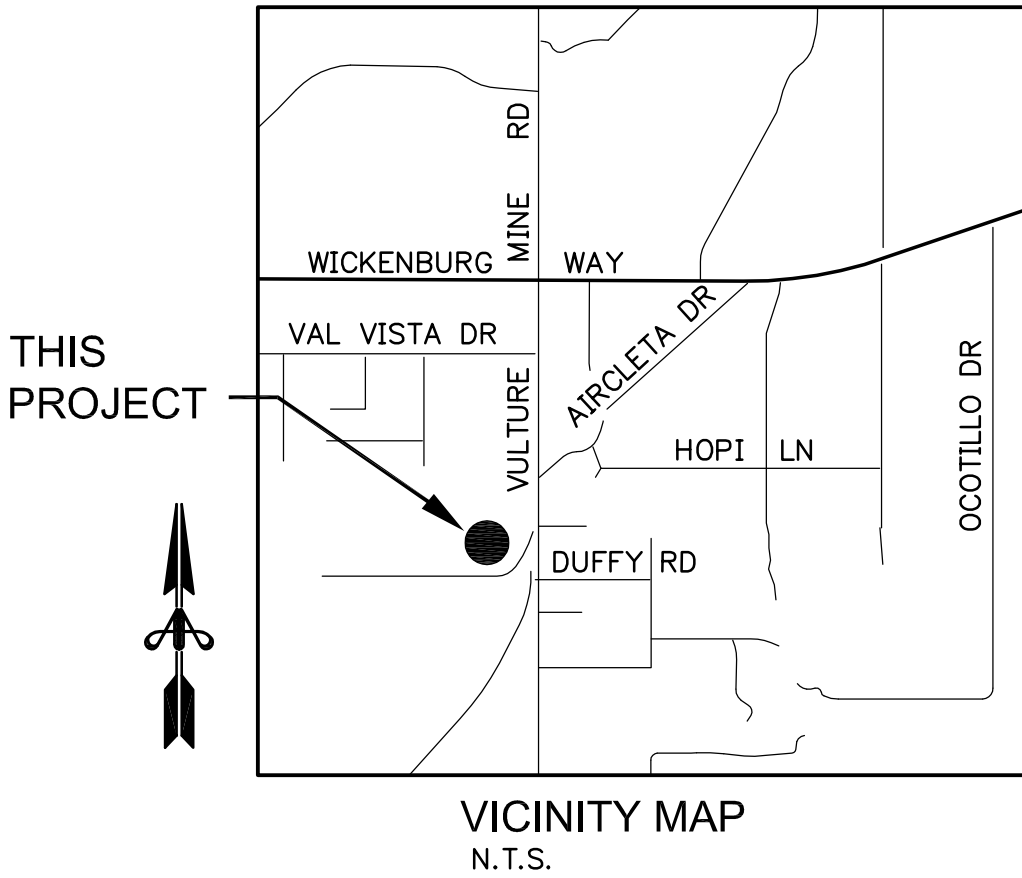 VULTURE MINE RD
WICKENBURG WAY
VAL VISTA DR
THIS
PROJECT
AIRCLETA DR
OCOTILLO DR
HOPI LN
DUFFY RD
VICINITY MAP
N.T.S.